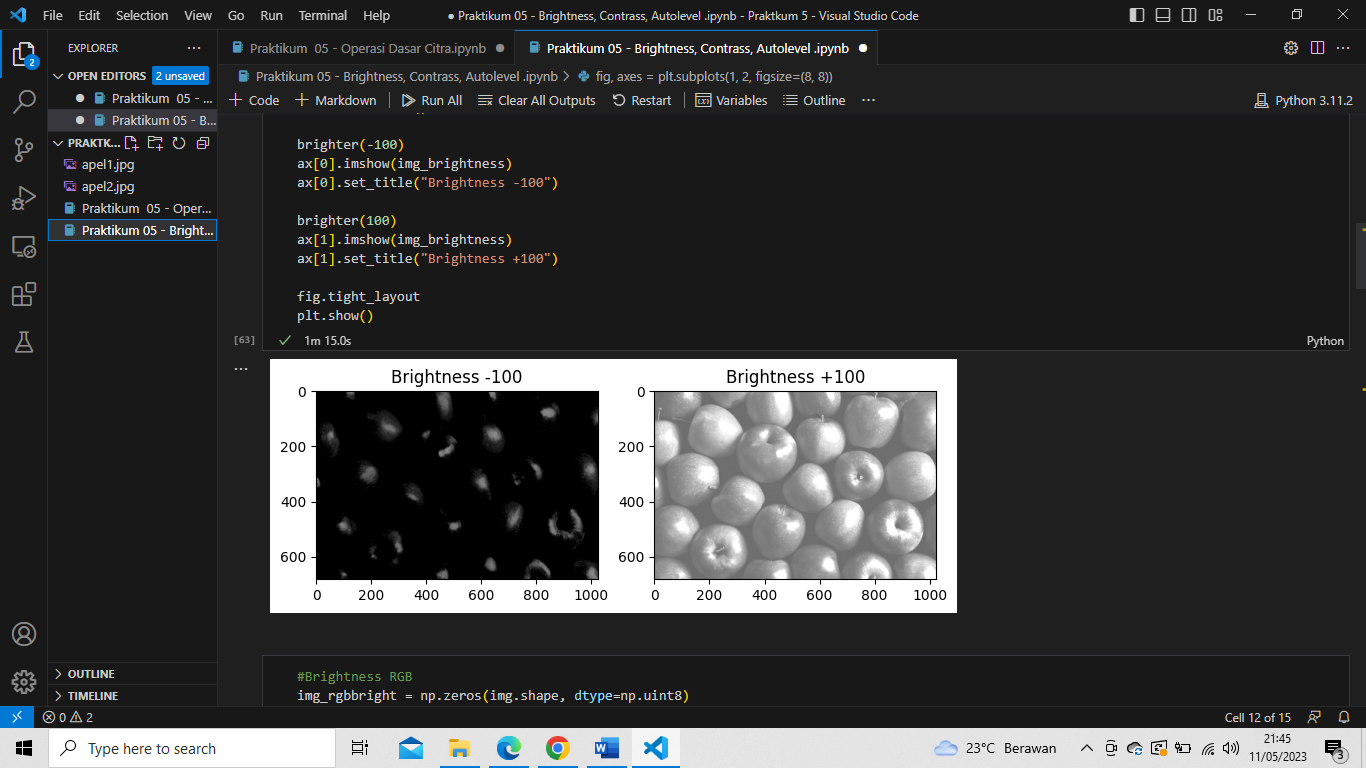 File Edit Selection View Go Run Terminal Help
● Praktikum 05 - Brightness, Contrass, Autolevel .ipynb - Praktkum 5 - Visual Studio Code
EXPLORER ···
OPEN EDITORS 2 unsaved
Praktikum 05 - ...
Praktikum 05 - B...
PRAKTK...
apel1.jpg
apel2.jpg
Praktikum 05 - Oper...
Praktikum 05 - Bright...
OUTLINE
TIMELINE
2
Praktikum 05 - Operasi Dasar Citra.ipynb
Praktikum 05 - Brightness, Contrass, Autolevel .ipynb
Praktikum 05 - Brightness, Contrass, Autolevel .ipynb > fig, axes = plt.subplots(1, 2, figsize=(8, 8))
+ Code + Markdown Run All Clear All Outputs Restart Variables Outline ··· Python 3.11.2
brighter(-100)
ax[0].imshow(img_brightness)
ax[0].set_title("Brightness -100")
brighter(100)
ax[1].imshow(img_brightness)
ax[1].set_title("Brightness +100")
fig.tight_layout
plt.show()
[63] 1m 15.0s Python
Brightness -100
0
200
400
600
0 200 400 600 800 1000
Brightness +100
0
200
400
600
0 200 400 600 800 1000
#Brightness RGB
img_rgbbright = np.zeros(img.shape, dtype=np.uint8)
0 2 Cell 12 of 15
Type here to search 23°C Berawan 21:45
11/05/2023
3